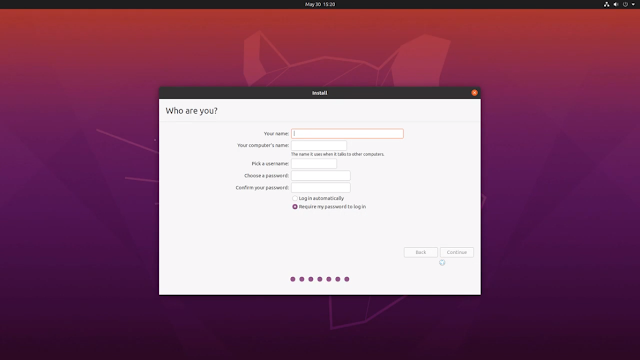 May 30 15:20
Install
Who are you?
Your name:
Your computer's name:
The name it uses when it talks to other computers.
Pick a username:
Choose a password:
Confirm your password:
Log in automatically
Require my password to log in
Back
Continue